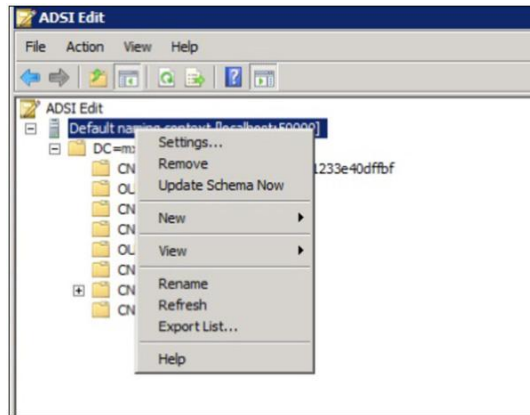 ADSI Edit
File Action View Help
ADSI Edit
Default naming context [localhost:50000]
Settings...
DC=m
Remove
CN 1233e40dffbf
Update Schema Now
OU
CN
New
CN
OU
View
CN
CN
Rename
CN
Refresh
Export List...
Help